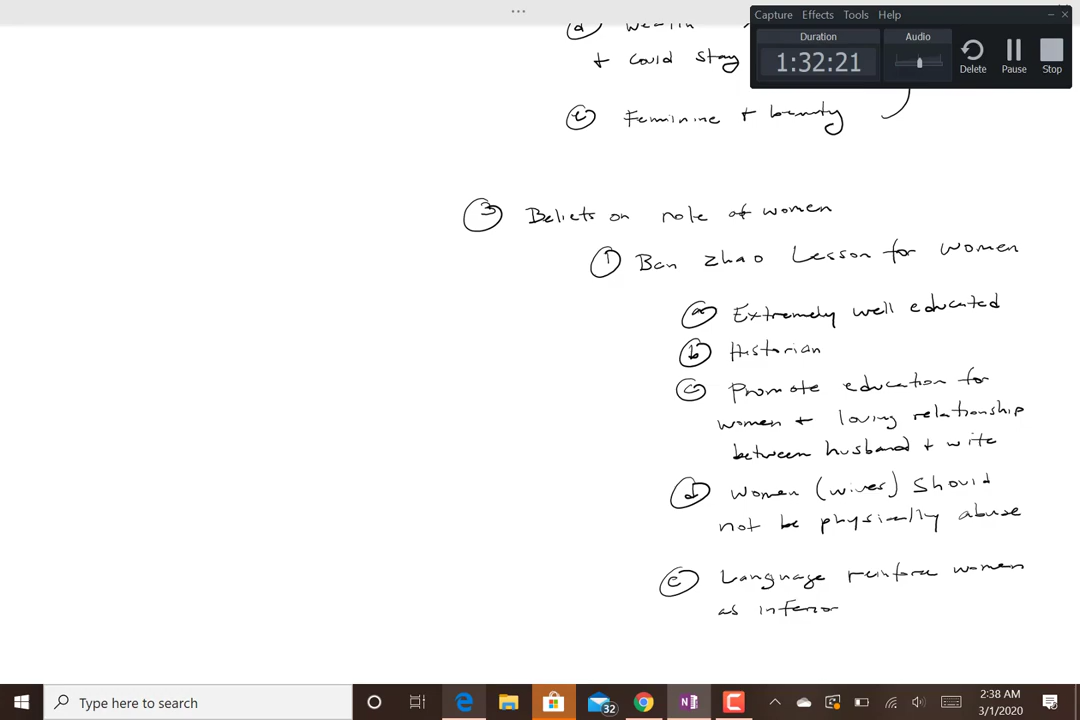 Capture Effects Tools Help
Duration
Audio
1:32:21
Delete Pause Stop
+ could stay
e Feminine + beauty
3 Beliefs on role of women
1 Ban Zhao Lesson for women
a Extremely well educated
b Historian
c Promote education for
women + loving relationship
between husband + wife
d Women (wives) should
not be physically abuse
e Language reinforce women
as inferior
Type here to search
32
2:38 AM
3/1/2020